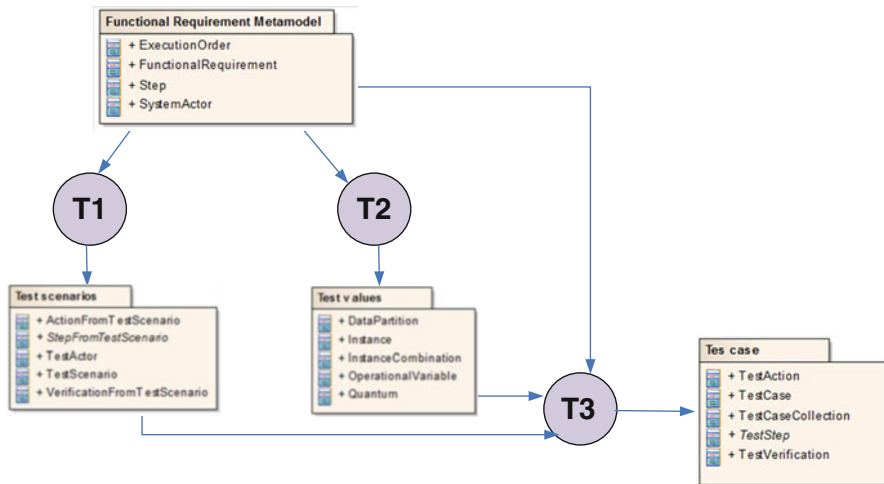 Functional Requirement Metamodel
+ ExecutionOrder
+ FunctionalRequirement
+ Step
+ SystemActor
T1
T2
Test scenarios
+ ActionFromTestScenario
+ StepFromTestScenario
+ TestActor
+ TestScenario
+ VerificationFromTestScenario
Test values
+ DataPartition
+ Instance
+ InstanceCombination
+ OperationalVariable
+ Quantum
T3
Tes case
+ TestAction
+ TestCase
+ TestCaseCollection
+ TestStep
+ TestVerification